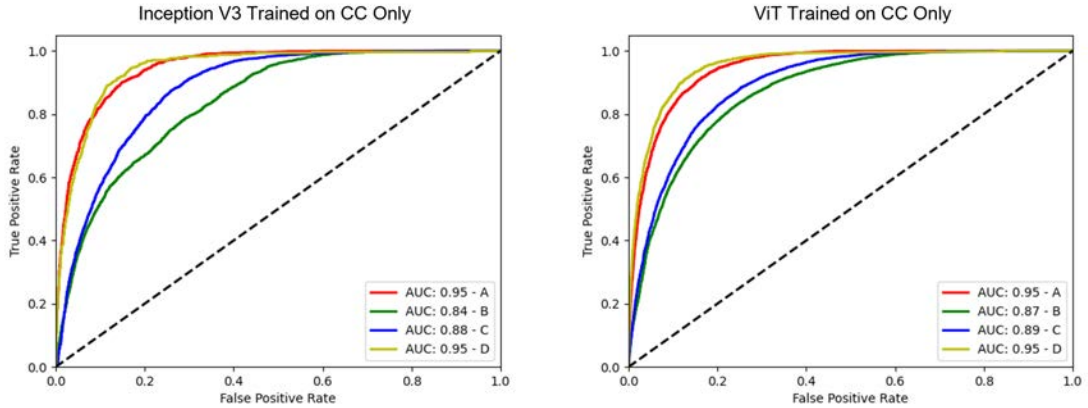 Inception V3 Trained on CC Only
1.0
0.8
0.6
0.4
0.2
0.0
True Positive Rate
AUC: 0.95 - A
AUC: 0.84 - B
AUC: 0.88 - C
AUC: 0.95 - D
0.0 0.2 0.4 0.6 0.8 1.0
False Positive Rate
ViT Trained on CC Only
1.0
0.8
0.6
0.4
0.2
0.0
True Positive Rate
AUC: 0.95 - A
AUC: 0.87 - B
AUC: 0.89 - C
AUC: 0.95 - D
0.0 0.2 0.4 0.6 0.8 1.0
False Positive Rate